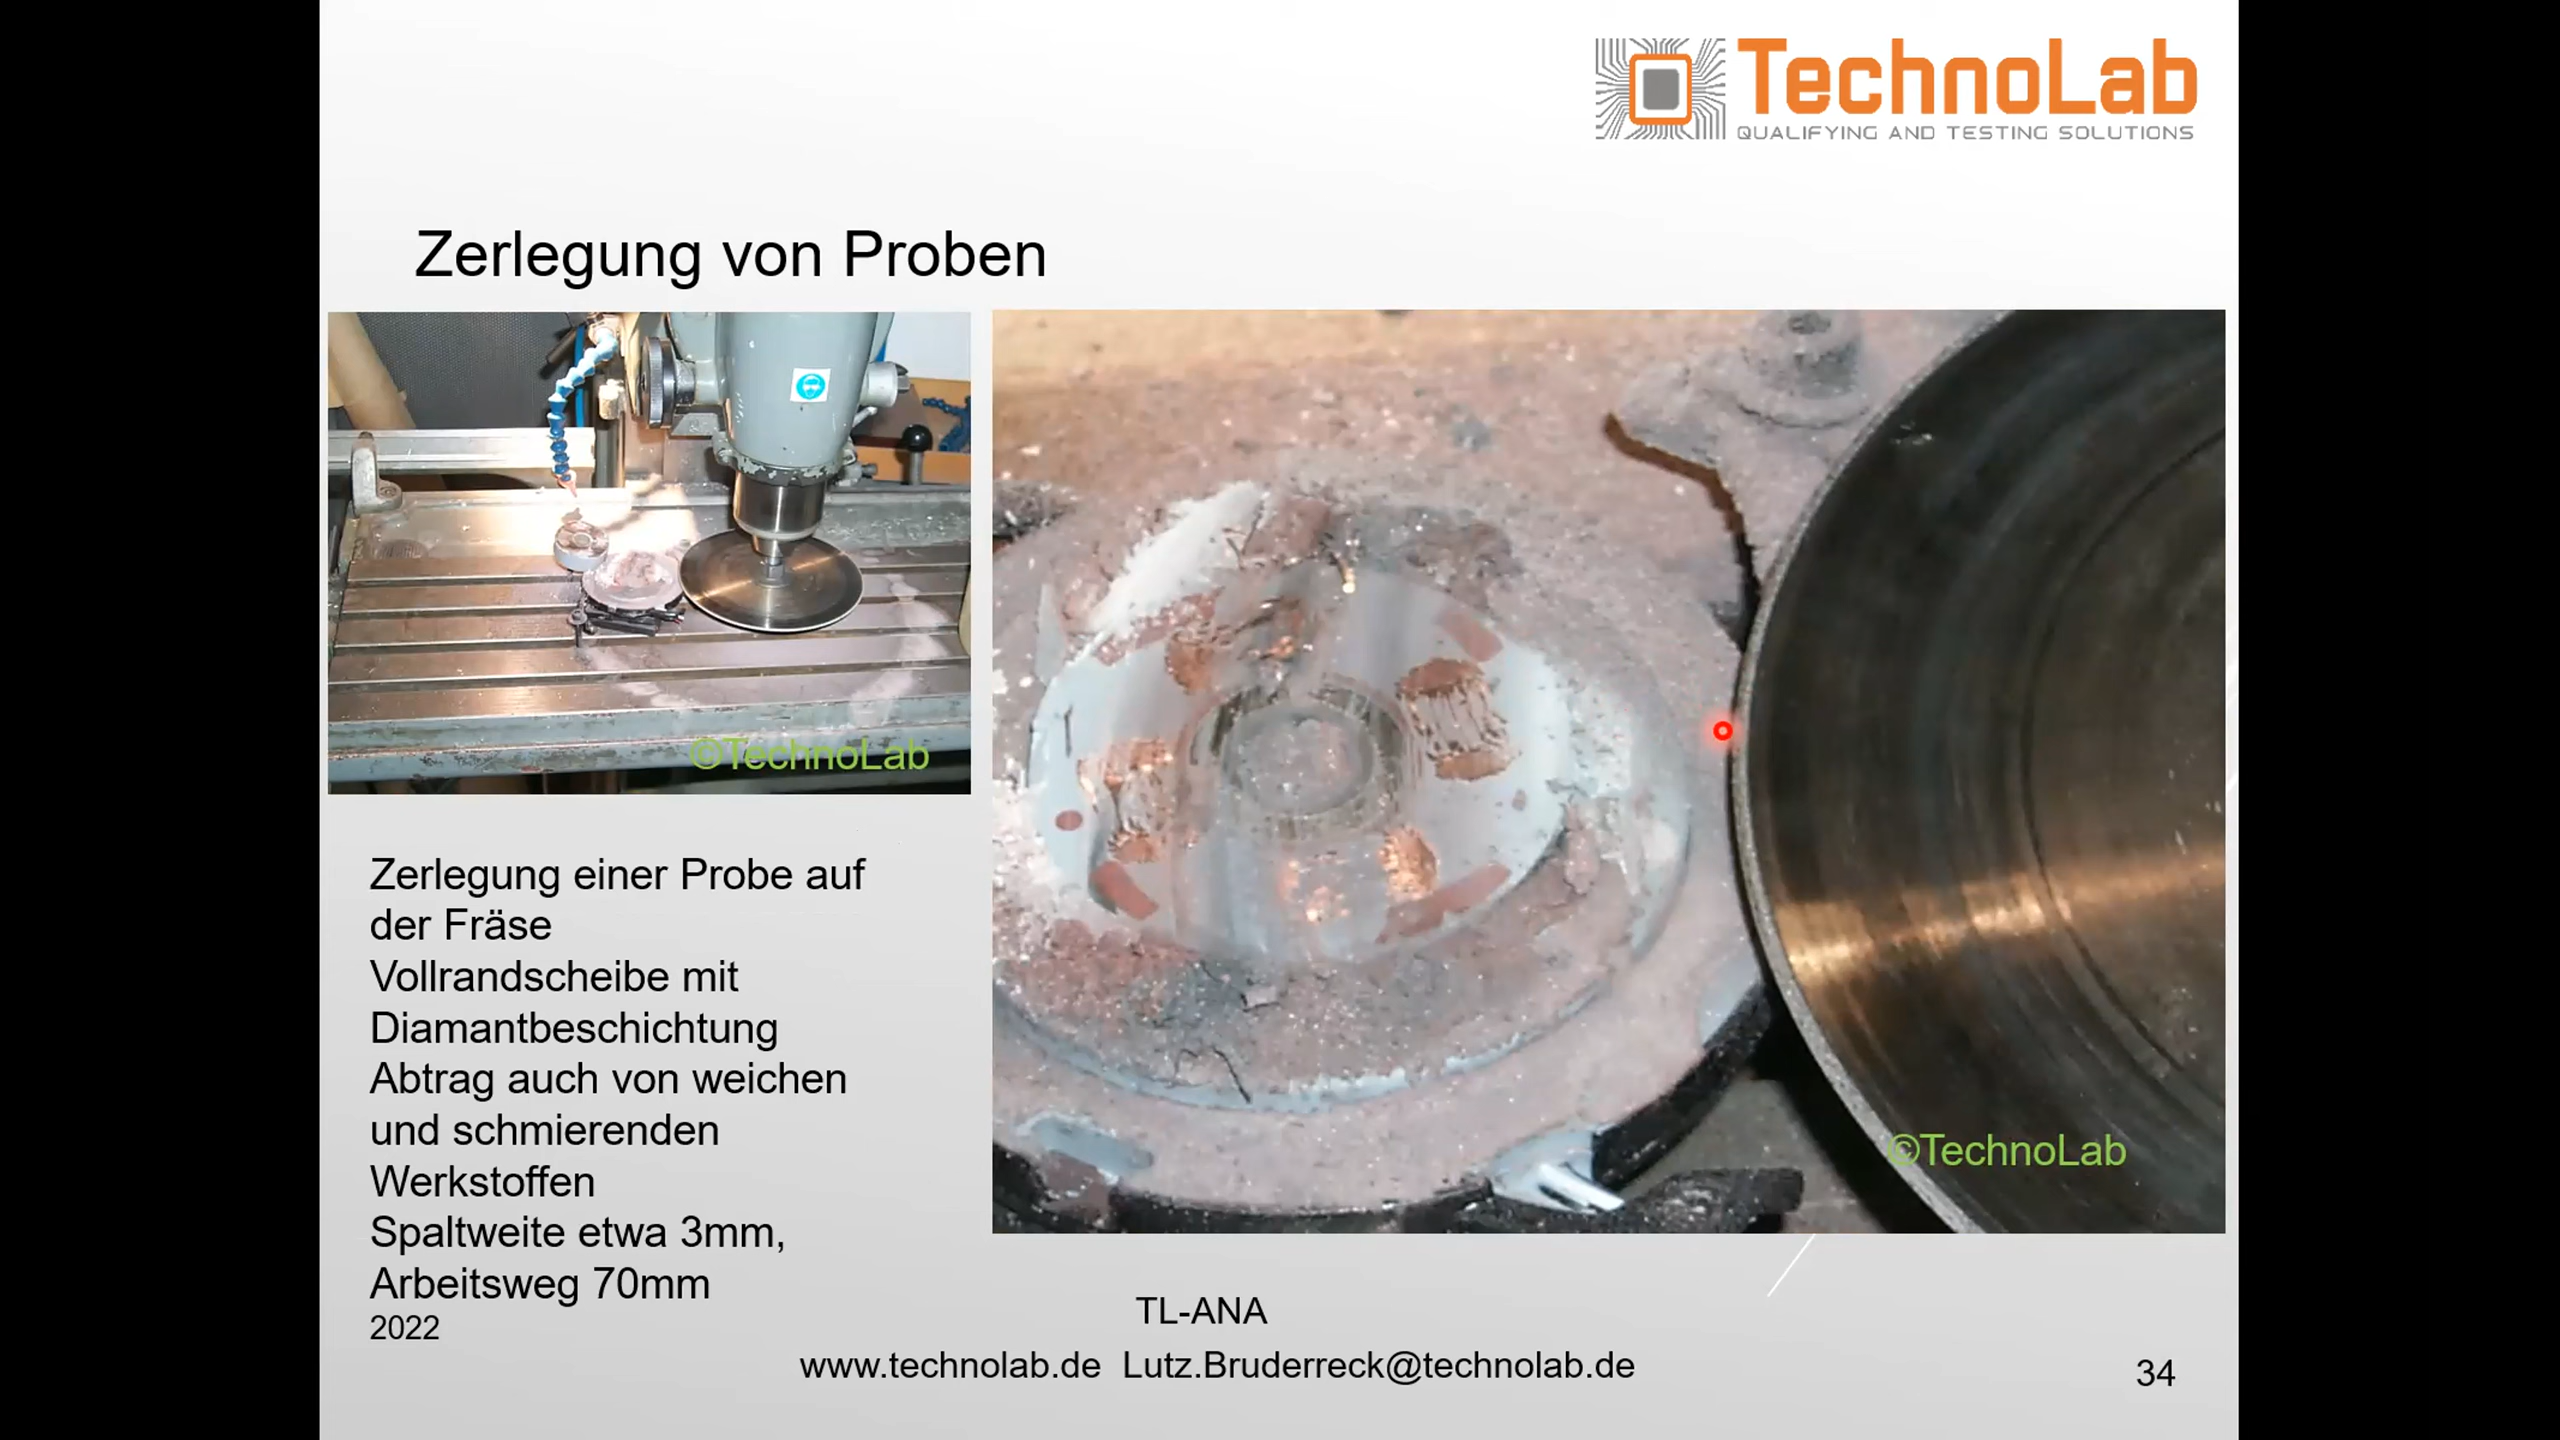 TechnoLab
QUALIFYING AND TESTING SOLUTIONS
Zerlegung von Proben
©TechnoLab
©TechnoLab
Zerlegung einer Probe auf
der Fräse
Vollrandscheibe mit
Diamantbeschichtung
Abtrag auch von weichen
und schmierenden
Werkstoffen
Spaltweite etwa 3mm,
Arbeitsweg 70mm
2022
TL-ANA
www.technolab.de Lutz.Bruderreck@technolab.de
34